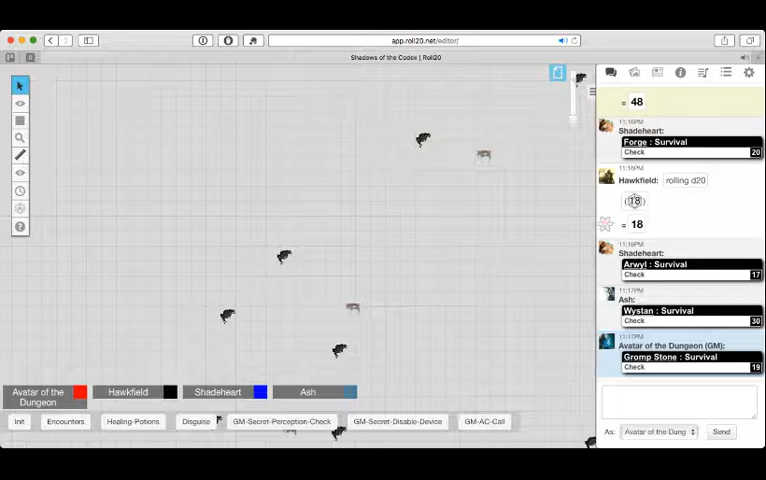 app.roll20.net/editor/
Shadows of the Codex | Roll20
= 48
11:16PM
Shadeheart:
Forge : Survival
Check 20
11:16PM
Hawkfield: rolling d20
(18)
= 18
11:16PM
Shadeheart:
Arwyl : Survival
Check 17
11:17PM
Ash:
Wystan : Survival
Check 30
11:17PM
Avatar of the Dungeon (GM):
Gromp Stone : Survival
Check 19
Avatar of the Dungeon
Hawkfield
Shadeheart
Ash
Init
Encounters
Healing-Potions
Disguise
GM-Secret-Perception-Check
GM-Secret-Disable-Device
GM-AC-Call
As: Avatar of the Dung
Send